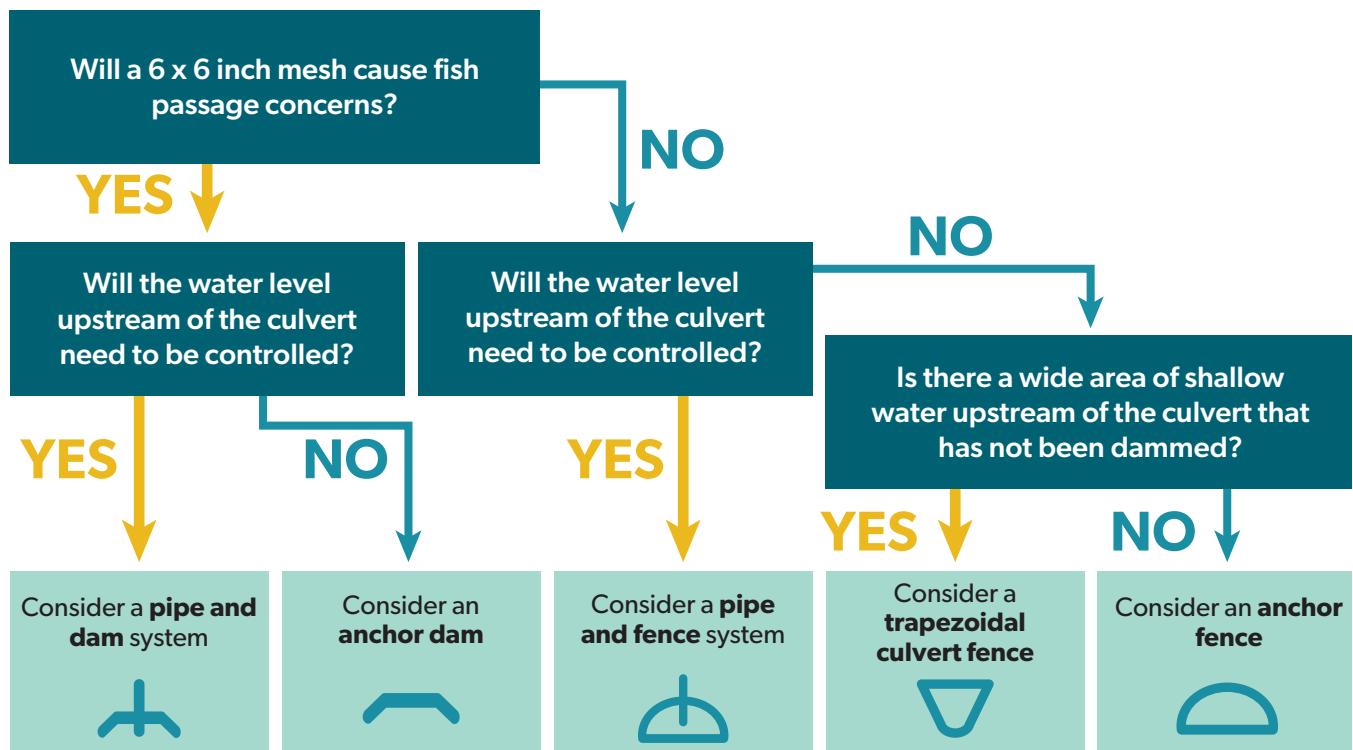 Will a 6 x 6 inch mesh cause fish
passage concerns?
NO
YES
NO
Will the water level
upstream of the culvert
need to be controlled?
Will the water level
upstream of the culvert
need to be controlled?
Is there a wide area of shallow
water upstream of the culvert that
has not been dammed?
YES
NO
YES
YES
NO
Consider a pipe and
dam system
Consider an
anchor dam
Consider a pipe
and fence system
Consider a
trapezoidal
culvert fence
Consider an anchor
fence